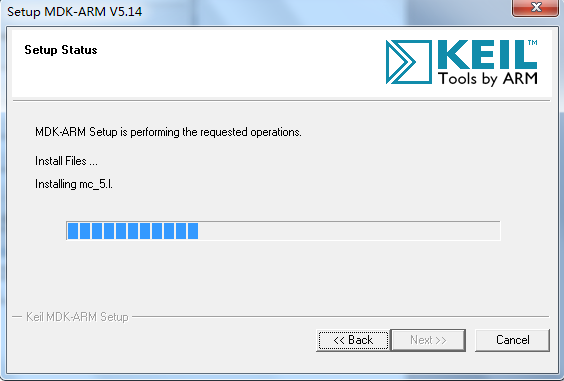 Setup MDK-ARM V5.14
Setup Status
KEIL™
Tools by ARM
MDK-ARM Setup is performing the requested operations.
Install Files ...
Installing mc_5.l.
Keil MDK-ARM Setup
<< Back
Next >>
Cancel